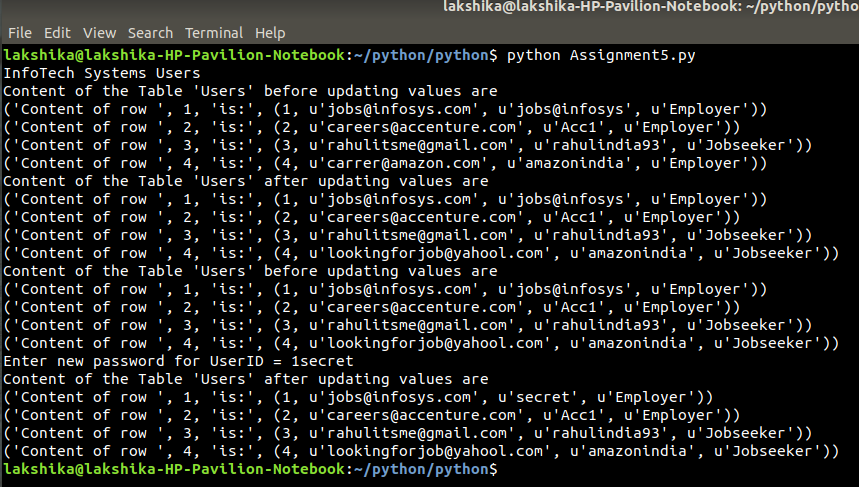 lakshika@lakshika-HP-Pavilion-Notebook: ~/python/pytho
File Edit View Search Terminal Help
lakshika@lakshika-HP-Pavilion-Notebook:~/python/python$ python Assignment5.py
InfoTech Systems Users
Content of the Table 'Users' before updating values are
('Content of row ', 1, 'is:', (1, u'jobs@infosys.com', u'jobs@infosys', u'Employer'))
('Content of row ', 2, 'is:', (2, u'careers@accenture.com', u'Acc1', u'Employer'))
('Content of row ', 3, 'is:', (3, u'rahulitsme@gmail.com', u'rahulindia93', u'Jobseeker'))
('Content of row ', 4, 'is:', (4, u'carrer@amazon.com', u'amazonindia', u'Employer'))
Content of the Table 'Users' after updating values are
('Content of row ', 1, 'is:', (1, u'jobs@infosys.com', u'jobs@infosys', u'Employer'))
('Content of row ', 2, 'is:', (2, u'careers@accenture.com', u'Acc1', u'Employer'))
('Content of row ', 3, 'is:', (3, u'rahulitsme@gmail.com', u'rahulindia93', u'Jobseeker'))
('Content of row ', 4, 'is:', (4, u'lookingforjob@yahool.com', u'amazonindia', u'Jobseeker'))
Content of the Table 'Users' before updating values are
('Content of row ', 1, 'is:', (1, u'jobs@infosys.com', u'jobs@infosys', u'Employer'))
('Content of row ', 2, 'is:', (2, u'careers@accenture.com', u'Acc1', u'Employer'))
('Content of row ', 3, 'is:', (3, u'rahulitsme@gmail.com', u'rahulindia93', u'Jobseeker'))
('Content of row ', 4, 'is:', (4, u'lookingforjob@yahool.com', u'amazonindia', u'Jobseeker'))
Enter new password for UserID = 1secret
Content of the Table 'Users' after updating values are
('Content of row ', 1, 'is:', (1, u'jobs@infosys.com', u'secret', u'Employer'))
('Content of row ', 2, 'is:', (2, u'careers@accenture.com', u'Acc1', u'Employer'))
('Content of row ', 3, 'is:', (3, u'rahulitsme@gmail.com', u'rahulindia93', u'Jobseeker'))
('Content of row ', 4, 'is:', (4, u'lookingforjob@yahool.com', u'amazonindia', u'Jobseeker'))
lakshika@lakshika-HP-Pavilion-Notebook:~/python/python$